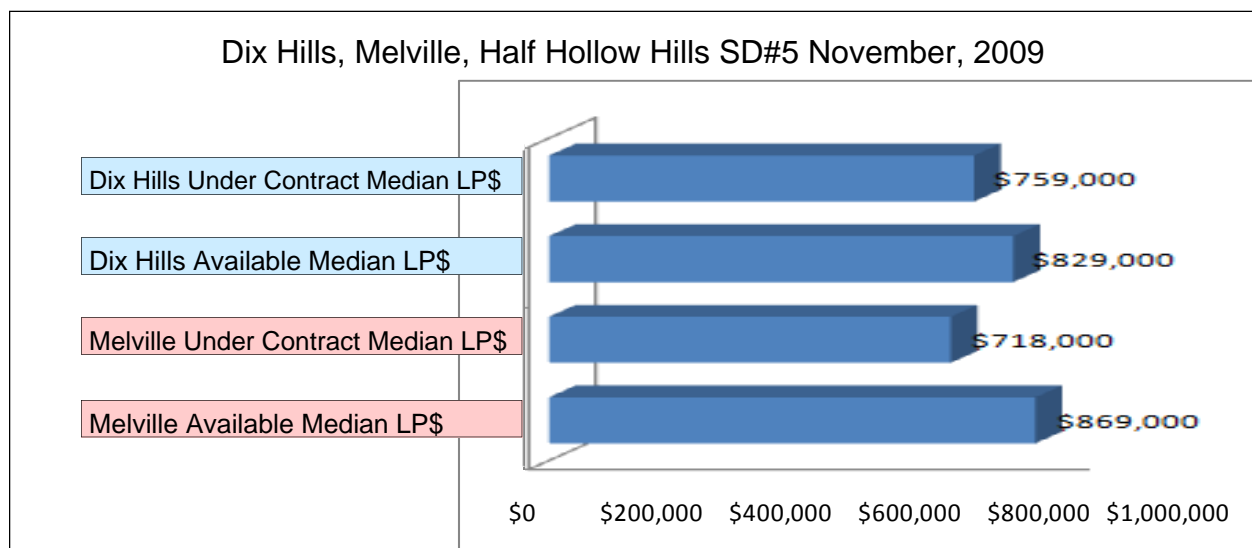 Dix Hills, Melville, Half Hollow Hills SD#5 November, 2009
Dix Hills Under Contract Median LP$
$759,000
Dix Hills Available Median LP$
$829,000
Melville Under Contract Median LP$
$718,000
Melville Available Median LP$
$869,000
$0 $200,000 $400,000 $600,000 $800,000 $1,000,000